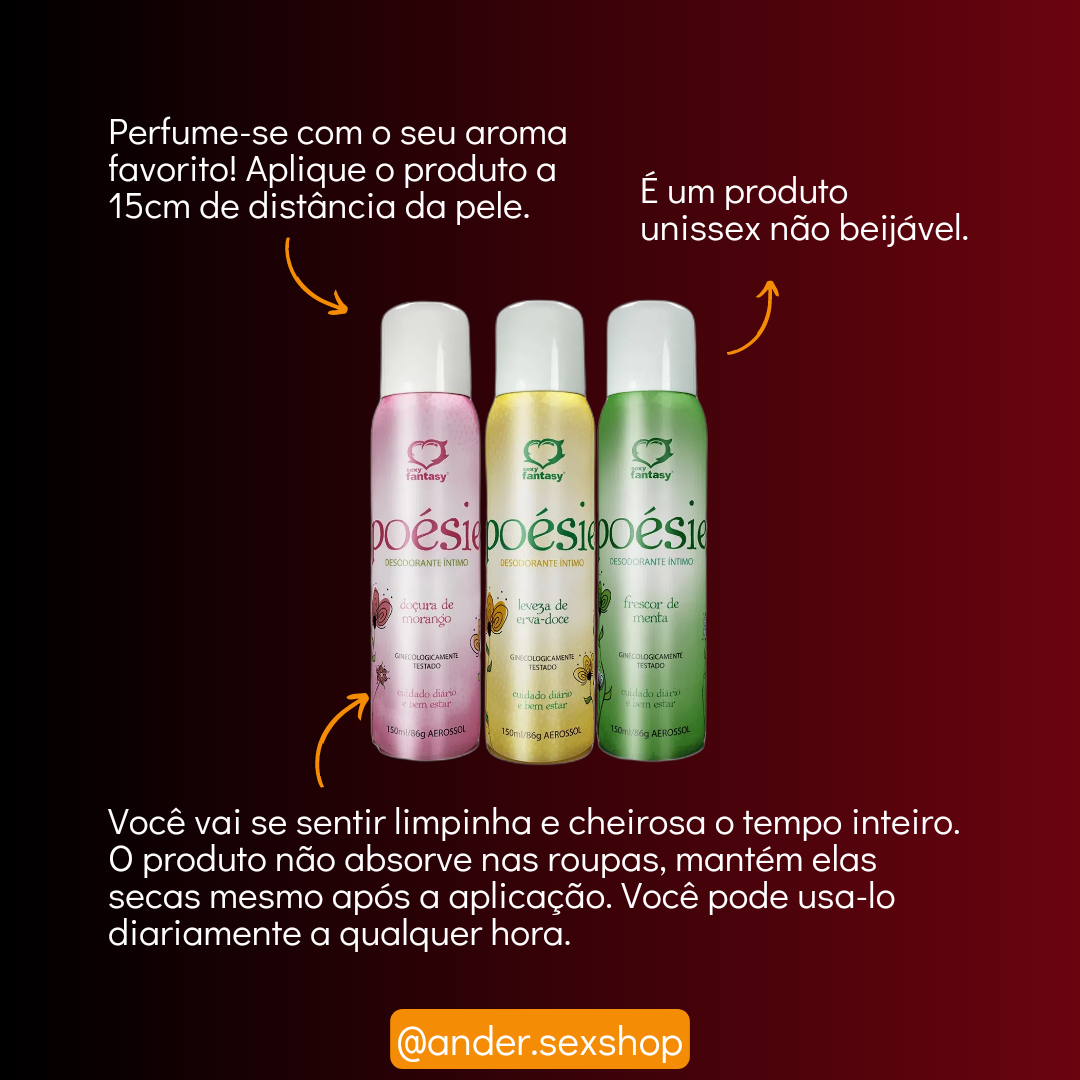 Perfume-se com o seu aroma
favorito! Aplique o produto a
15cm de distância da pele.
É um produto
unissex não beijável.
sexy
fantasy
poésie
DESODORANTE ÍNTIMO
doçura de
morango
GINECOLOGICAMENTE
TESTADO
cuidado diário
e bem estar
150ml/86g AEROSSOL
sexy
fantasy
poésie
DESODORANTE ÍNTIMO
leveza de
erva-doce
GINECOLOGICAMENTE
TESTADO
cuidado diário
e bem estar
150ml/86g AEROSSOL
sexy
fantasy
poésie
DESODORANTE ÍNTIMO
frescor de
menta
GINECOLOGICAMENTE
TESTADO
cuidado diário
e bem estar
150ml/86g AEROSSOL
Você vai se sentir limpinha e cheirosa o tempo inteiro.
O produto não absorve nas roupas, mantém elas
secas mesmo após a aplicação. Você pode usa-lo
diariamente a qualquer hora.
@ander.sexshop